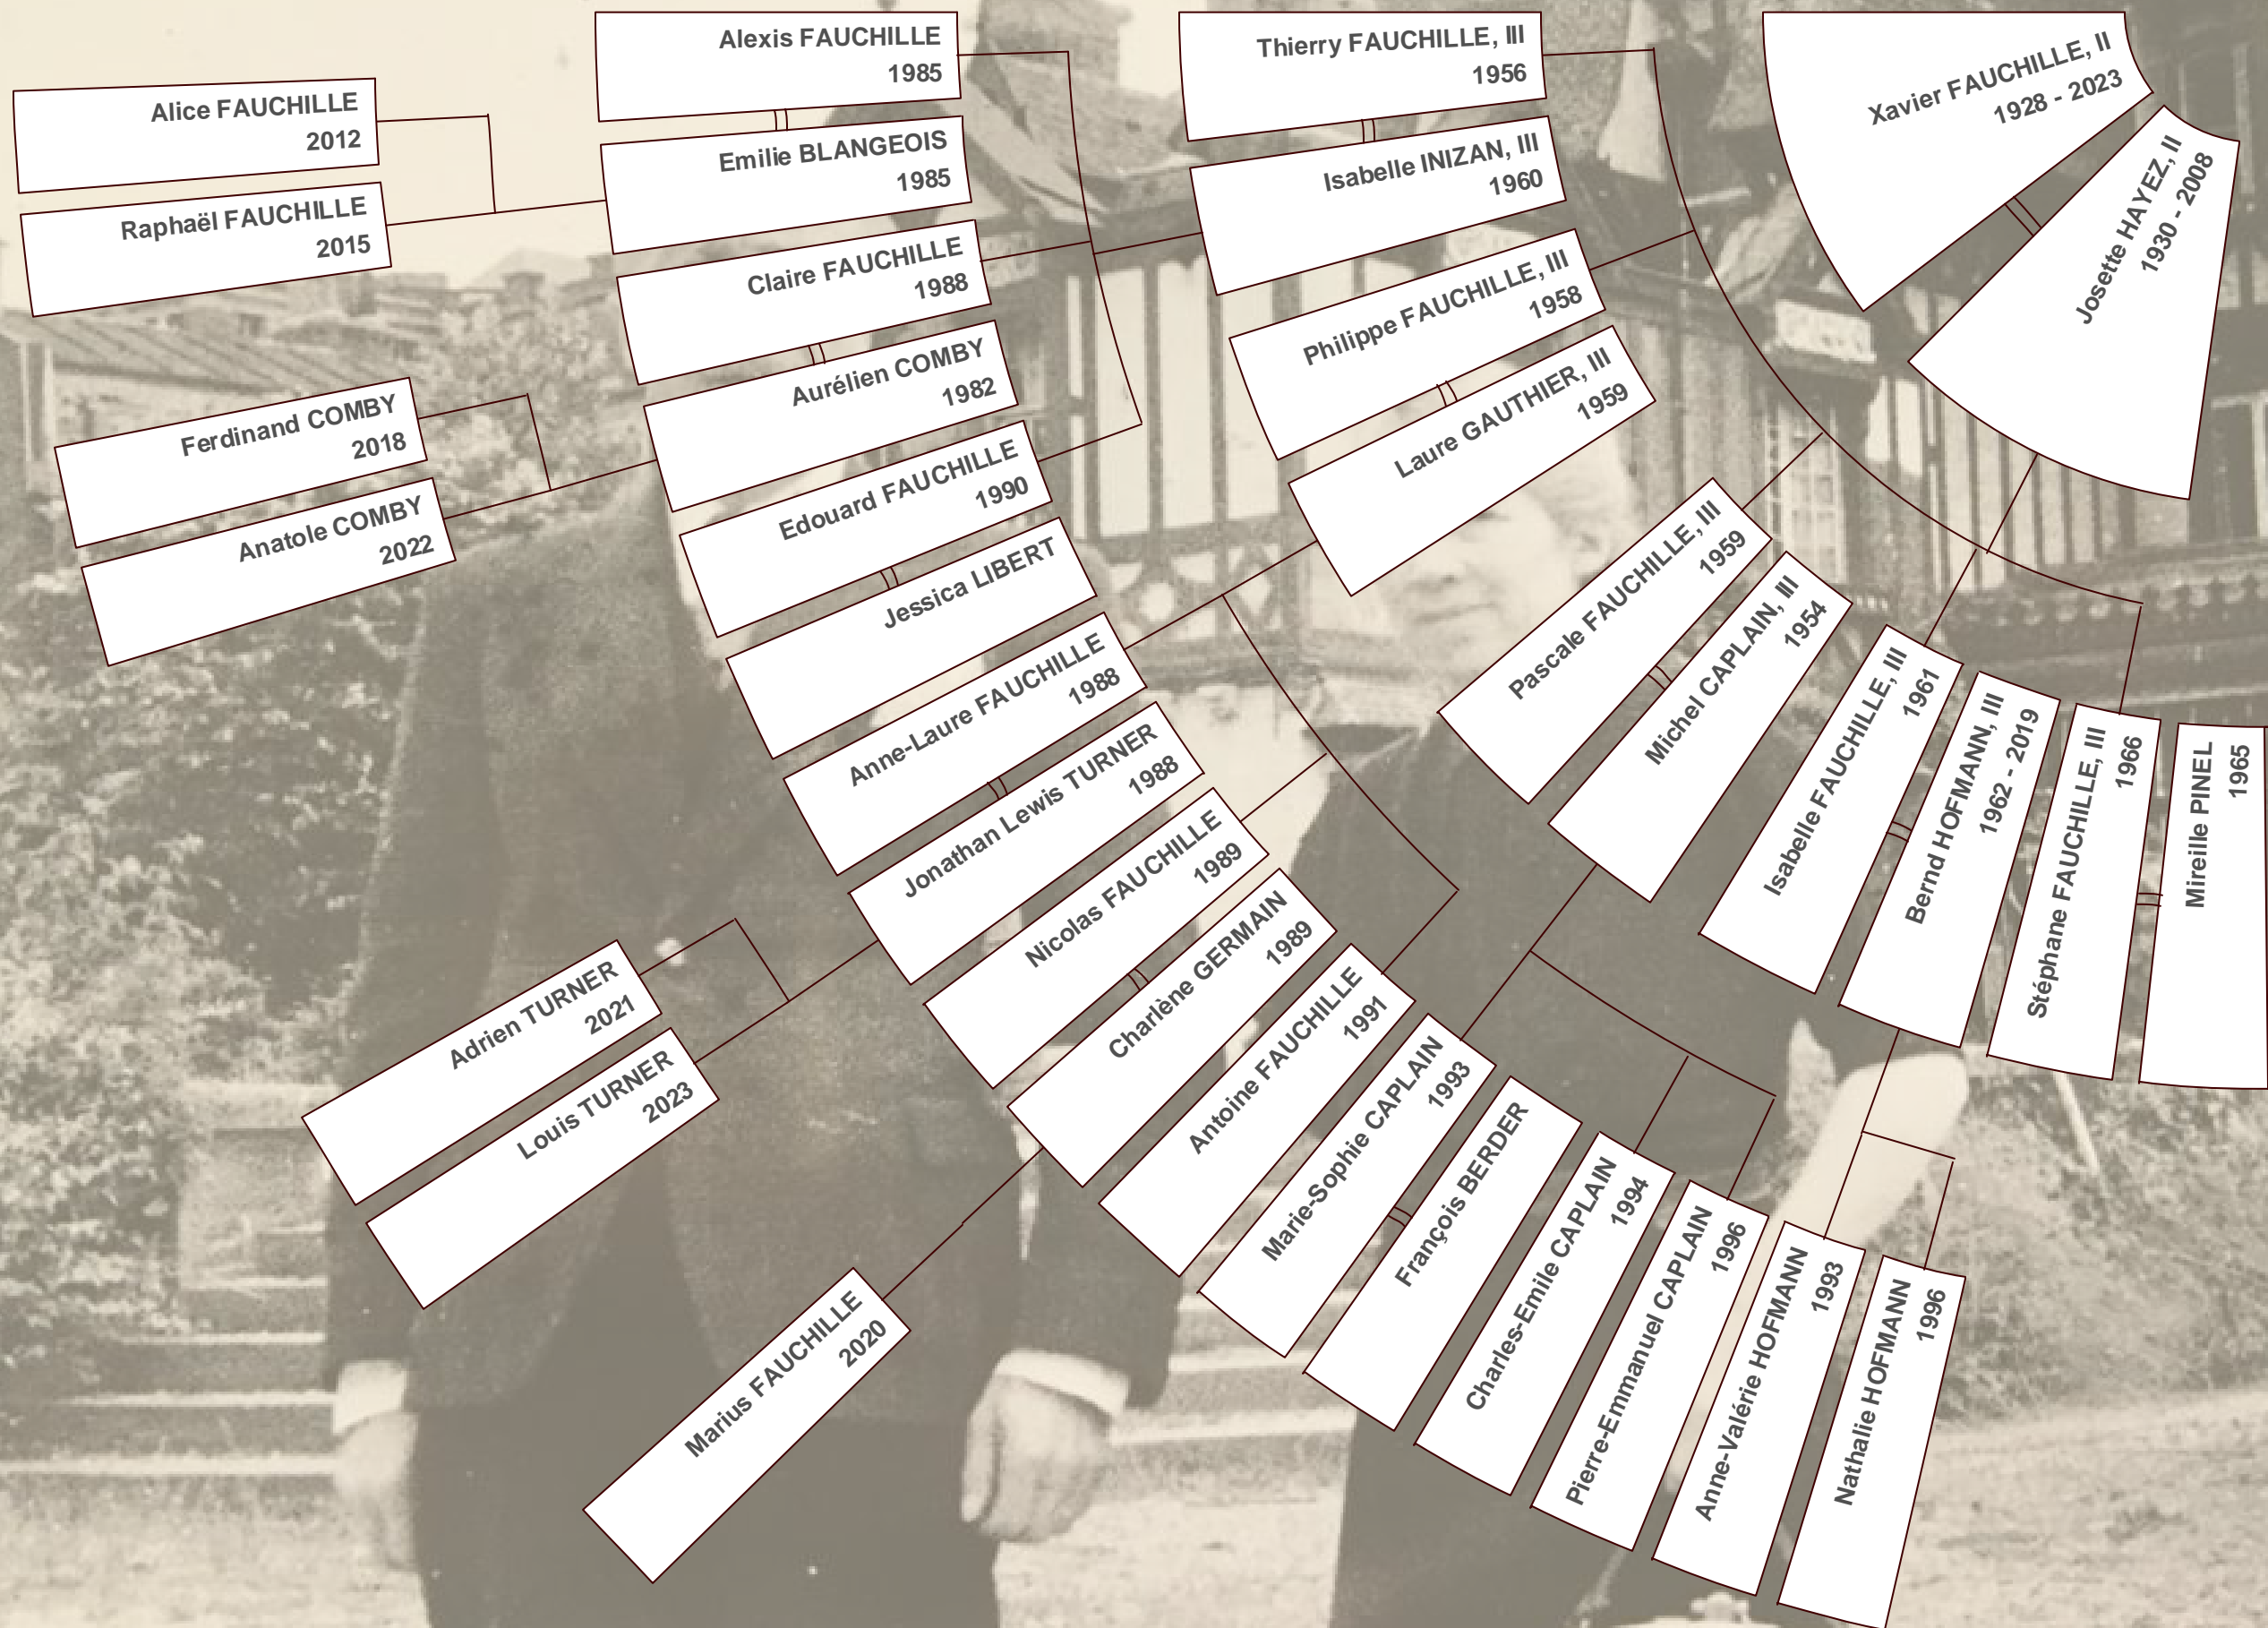 Alice FAUCHILLE
2012
Raphaël FAUCHILLE
2015
Ferdinand COMBY
2018
Anatole COMBY
2022
Adrien TURNER
2021
Louis TURNER
2023
Marius FAUCHILLE
2020
Alexis FAUCHILLE
1985
Emilie BLANGEOIS
1985
Claire FAUCHILLE
1988
Aurélien COMBY
1982
Edouard FAUCHILLE
1990
Jessica LIBERT
Anne-Laure FAUCHILLE
1988
Jonathan Lewis TURNER
1988
Nicolas FAUCHILLE
1989
Charlène GERMAIN
1989
Antoine FAUCHILLE
1991
Marie-Sophie CAPLAIN
1993
François BERDER
Charles-Emile CAPLAIN
1994
Pierre-Emmanuel CAPLAIN
1996
Anne-Valérie HOFMANN
1993
Nathalie HOFMANN
1996
Thierry FAUCHILLE, III
1956
Isabelle INIZAN, III
1960
Philippe FAUCHILLE, III
1958
Laure GAUTHIER, III
1959
Pascale FAUCHILLE, III
1959
Michel CAPLAIN, III
1954
Isabelle FAUCHILLE, III
1961
Bernd HOFMANN, III
1962 - 2019
Stéphane FAUCHILLE, III
1966
Mireille PINEL
1965
Xavier FAUCHILLE, II
1928 - 2023
Josette HAYEZ, II
1930 - 2008